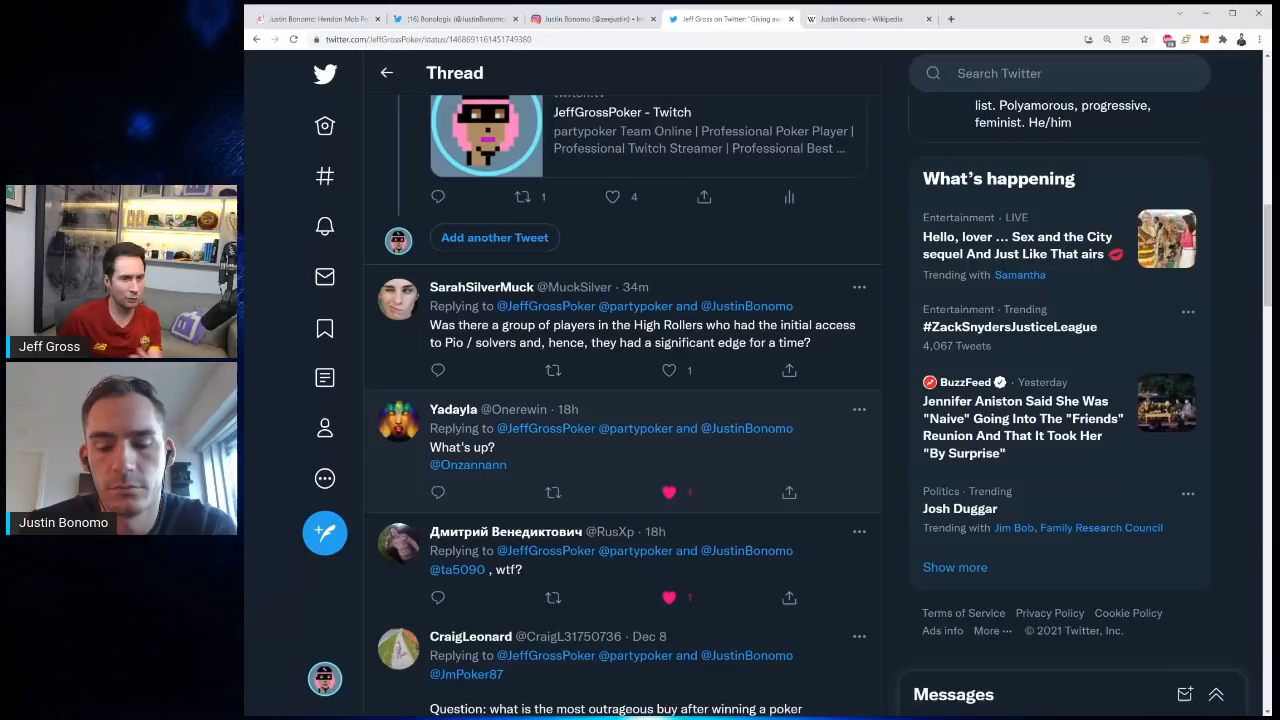 Justin Bonomo: Hendon Mob Po
(16) Bonologic (@JustinBonomo
Justin Bonomo (@zeejustin) •
Jeff Gross on Twitter: "Giving aw
Justin Bonomo - Wikipedia
twitter.com/JeffGrossPoker/status/1468691161451749380
Thread
Search Twitter
twitch.tv
JeffGrossPoker - Twitch
partypoker Team Online | Professional Poker Player |
Professional Twitch Streamer | Professional Best ...
1
4
Add another Tweet
SarahSilverMuck @MuckSilver · 34m
Replying to @JeffGrossPoker @partypoker and @JustinBonomo
Was there a group of players in the High Rollers who had the initial access
to Pio / solvers and, hence, they had a significant edge for a time?
1
Yadayla @Onerewin · 18h
Replying to @JeffGrossPoker @partypoker and @JustinBonomo
What's up?
@Onzannann
1
Дмитрий Венедиктович @RusXp · 18h
Replying to @JeffGrossPoker @partypoker and @JustinBonomo
@ta5090 , wtf?
1
CraigLeonard @CraigL31750736 · Dec 8
Replying to @JeffGrossPoker @partypoker and @JustinBonomo
@JmPoker87
Question: what is the most outrageous buy after winning a poker
list. Polyamorous, progressive,
feminist. He/him
What's happening
Entertainment · LIVE
Hello, lover ... Sex and the City
sequel and Just Like That airs 💋
Trending with Samantha
Entertainment · Trending
#ZackSnydersJusticeLeague
4,067 Tweets
BuzzFeed · Yesterday
Jennifer Aniston Said She Was
"Naive" Going Into The "Friends"
Reunion And That It Took Her
"By Surprise"
Politics · Trending
Josh Duggar
Trending with Jim Bob, Family Research Council
Show more
Terms of Service Privacy Policy Cookie Policy
Ads info More ··· © 2021 Twitter, Inc.
Messages
Jeff Gross
Justin Bonomo